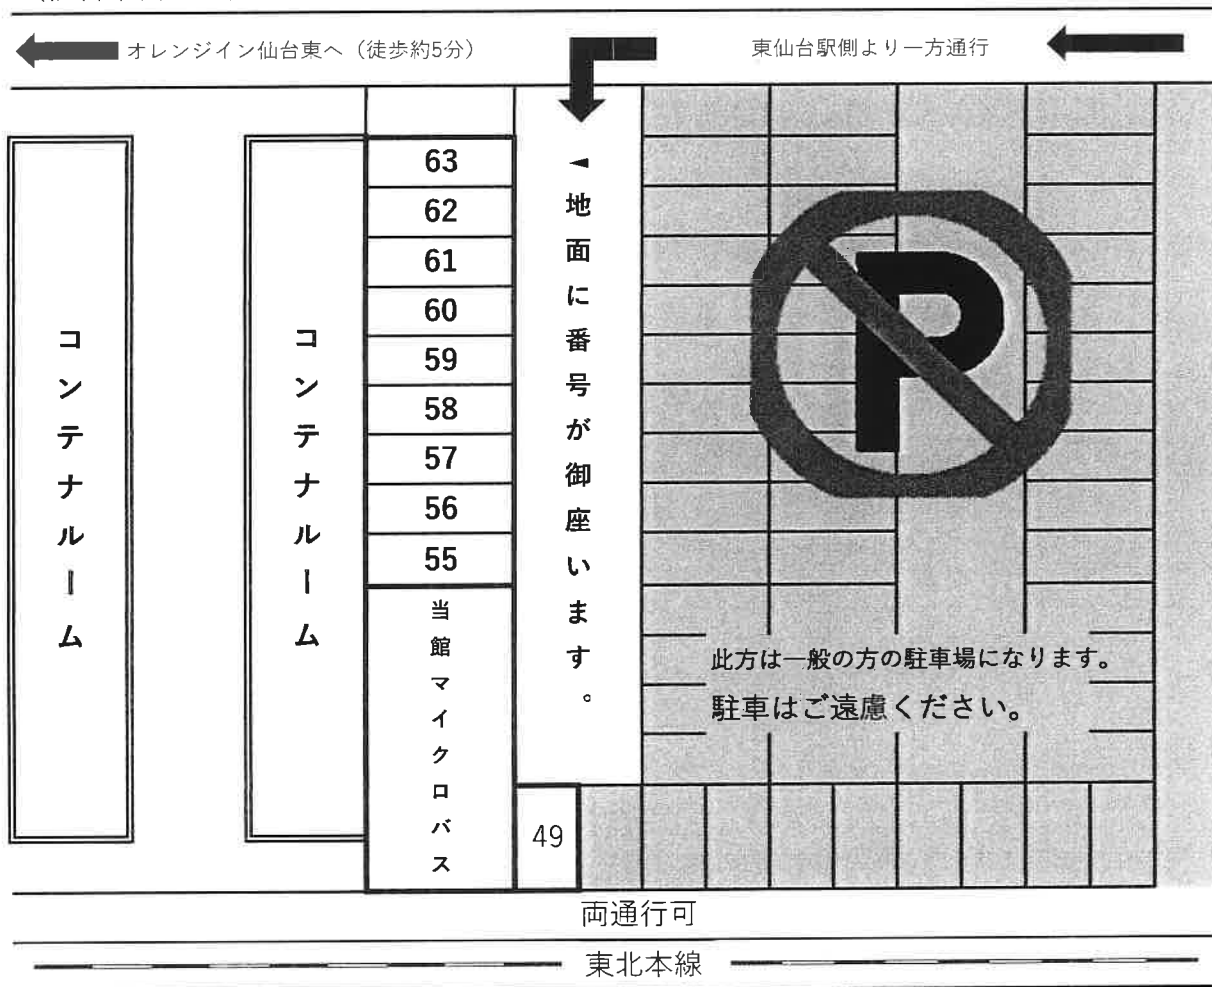 オレンジイン仙台東へ（徒歩約5分）
東仙台駅側より一方通行
コンテナルーム
コンテナルーム
63
62
61
60
59
58
57
56
55
当館マイクロバス
◀地面に番号が御座います。
P
此方は一般の方の駐車場になります。
駐車はご遠慮ください。
49
両通行可
東北本線